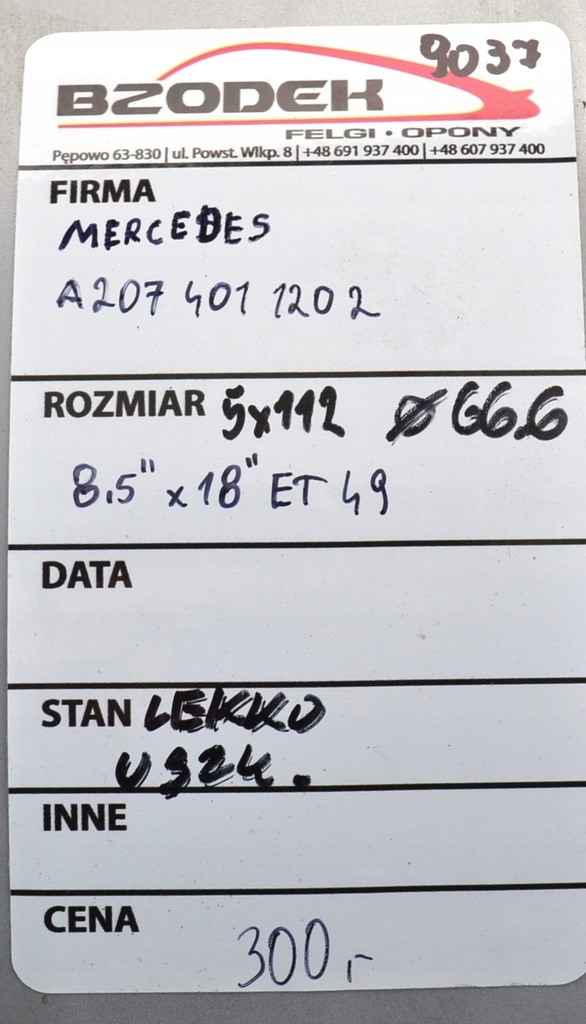 9037
BZODEK
FELGI • OPONY
Pępowo 63-830 | ul. Powst. Wlkp. 8 | +48 691 937 400 | +48 607 937 400
FIRMA
MERCEDES
A207 401 1202
ROZMIAR 5x112 ø 66.6
8.5" x 18" ET 49
DATA
STAN LEKKO
USZK.
INNE
CENA
300,-